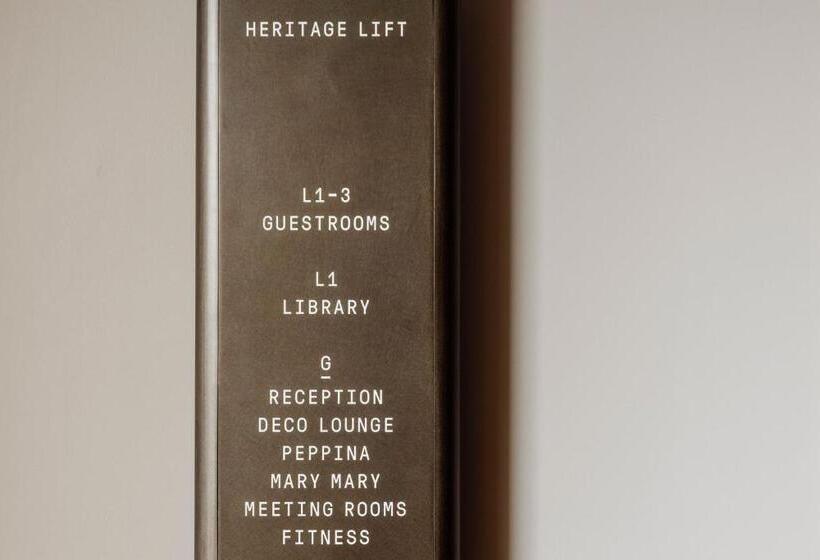 HERITAGE LIFT
L1-3
GUESTROOMS
L1
LIBRARY
G
RECEPTION
DECO LOUNGE
PEPPINA
MARY MARY
MEETING ROOMS
FITNESS